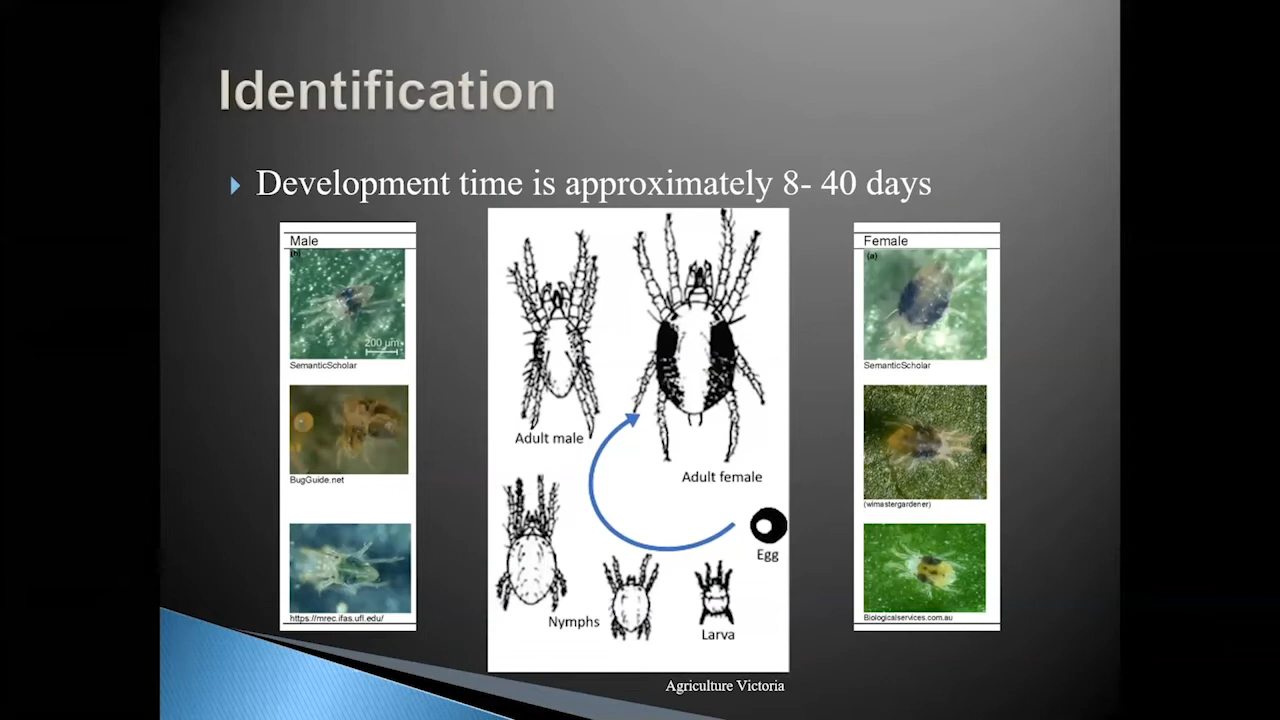 Identification
Development time is approximately 8- 40 days
Male
(b)
200 µm
SemanticScholar
BugGuide.net
https://mrec.ifas.ufl.edu/
Adult male
Adult female
Egg
Nymphs
Larva
Agriculture Victoria
Female
(a)
SemanticScholar
(wimastergardener)
Biologicalservices.com.au